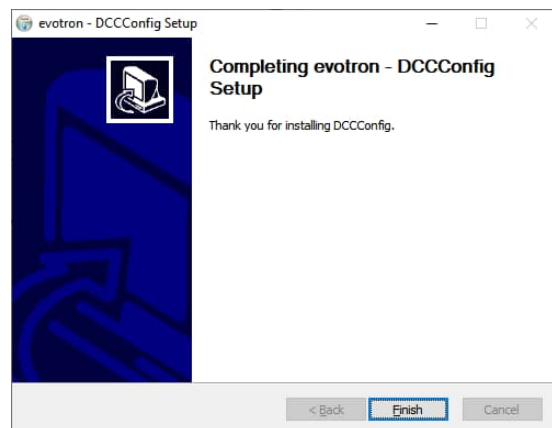 evotron - DCCConfig Setup
Completing evotron - DCCConfig
Setup
Thank you for installing DCCConfig.
< Back
Finish
Cancel